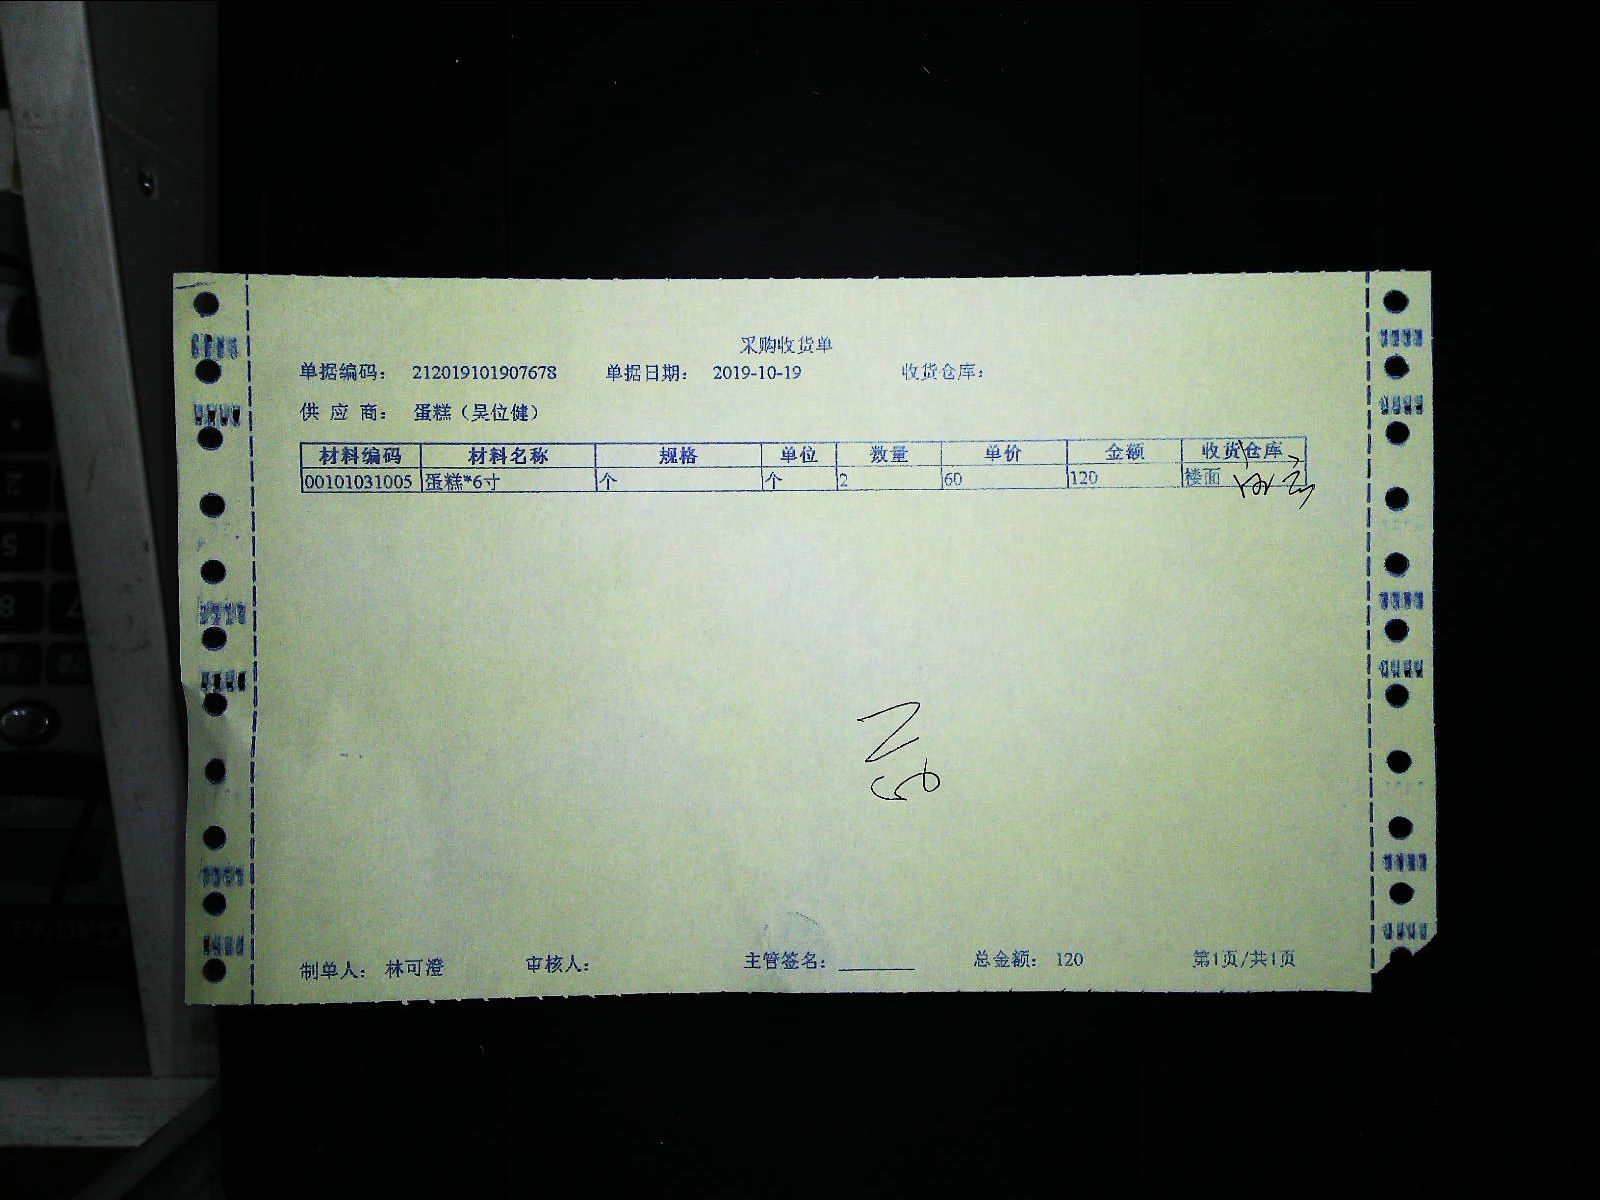 采购收货单
单据编码： 212019101907678 单据日期： 2019-10-19 收货仓库：
供 应 商： 蛋糕（吴位健）
材料编码 材料名称 规格 单位 数量 单价 金额 收货仓库
00101031005 蛋糕*6寸 个 个 2 60 120 楼面
制单人： 林可澄 审核人： 主管签名： 总金额： 120 第1页/共1页